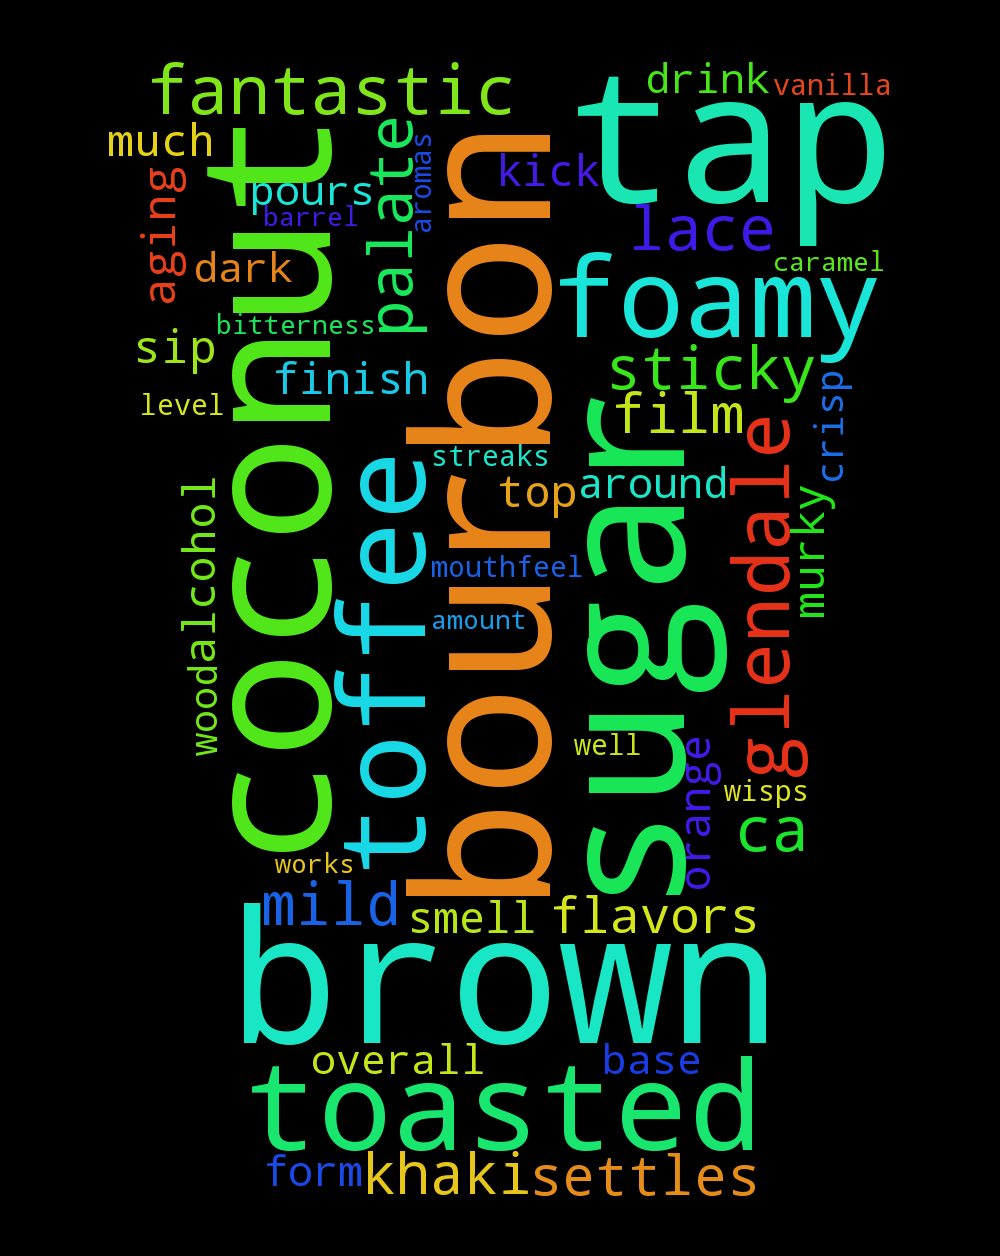 fantastic
drink
vanilla
tap
much
coconut
palate
aromas
bourbon
kick
aging
pours
barrel
lace
dark
caramel
foamy
bitterness
sip
finish
sticky
level
film
sugar
crisp
glendale
streaks
toffee
top
around
woodalcohol
murky
mouthfeel
amount
well
orange
wisps
ca
works
mild
smell
flavors
brown
overall
base
toasted
form
khaki
settles